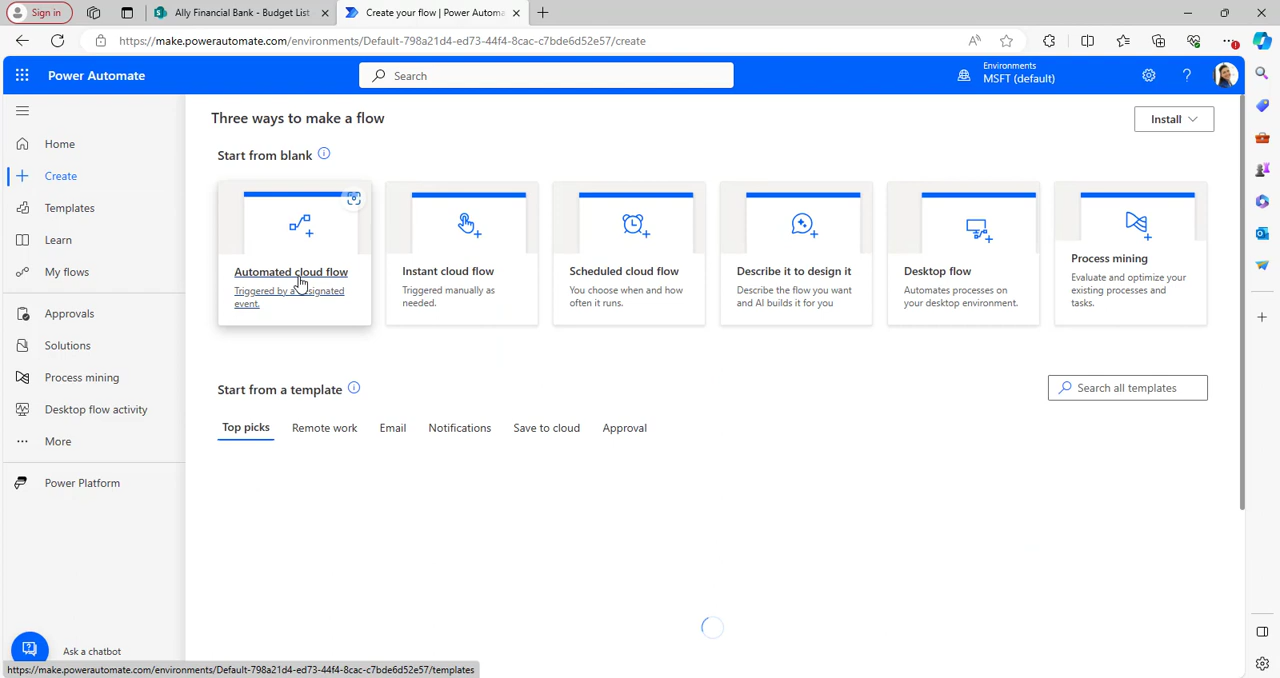 Sign in
Ally Financial Bank - Budget List
Create your flow | Power Automa
https://make.powerautomate.com/environments/Default-798a21d4-ed73-44f4-8cac-c7bde6d52e57/create
Power Automate
Search
Environments
MSFT (default)
Home
Create
Templates
Learn
My flows
Approvals
Solutions
Process mining
Desktop flow activity
More
Power Platform
Ask a chatbot
Three ways to make a flow
Install
Start from blank
Automated cloud flow
Triggered by a designated
event.
Instant cloud flow
Triggered manually as
needed.
Scheduled cloud flow
You choose when and how
often it runs.
Describe it to design it
Describe the flow you want
and AI builds it for you
Desktop flow
Automates processes on
your desktop environment.
Process mining
Evaluate and optimize your
existing processes and
tasks.
Start from a template
Search all templates
Top picks
Remote work
Email
Notifications
Save to cloud
Approval
https://make.powerautomate.com/environments/Default-798a21d4-ed73-44f4-8cac-c7bde6d52e57/templates